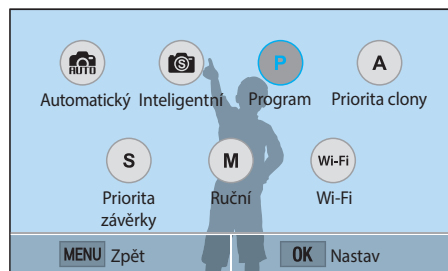 AUTO S P A
Automatický Inteligentní Program Priorita clony
S M Wi-Fi
Priorita závěrky Ruční Wi-Fi
MENU Zpět OK Nastav